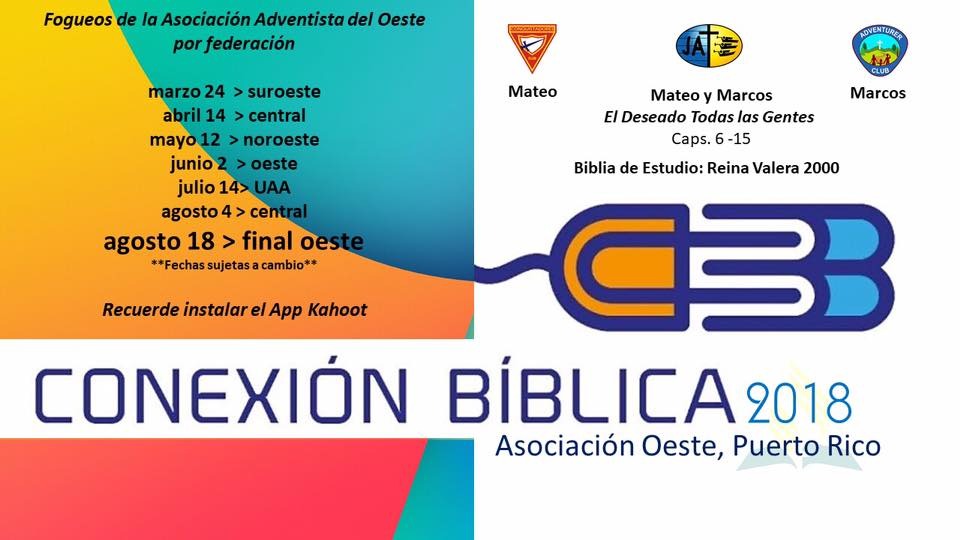 Fogueos de la Asociación Adventista del Oeste
por federación
marzo 24 > suroeste
abril 14 > central
mayo 12 > noroeste
junio 2 > oeste
julio 14> UAA
agosto 4 > central
agosto 18 > final oeste
**Fechas sujetas a cambio**
Recuerde instalar el App Kahoot
Mateo
JA
Mateo y Marcos
El Deseado Todas las Gentes
Caps. 6 -15
ADVENTURER
CLUB
Marcos
Biblia de Estudio: Reina Valera 2000
CONEXIÓN BÍBLICA 2018
Asociación Oeste, Puerto Rico